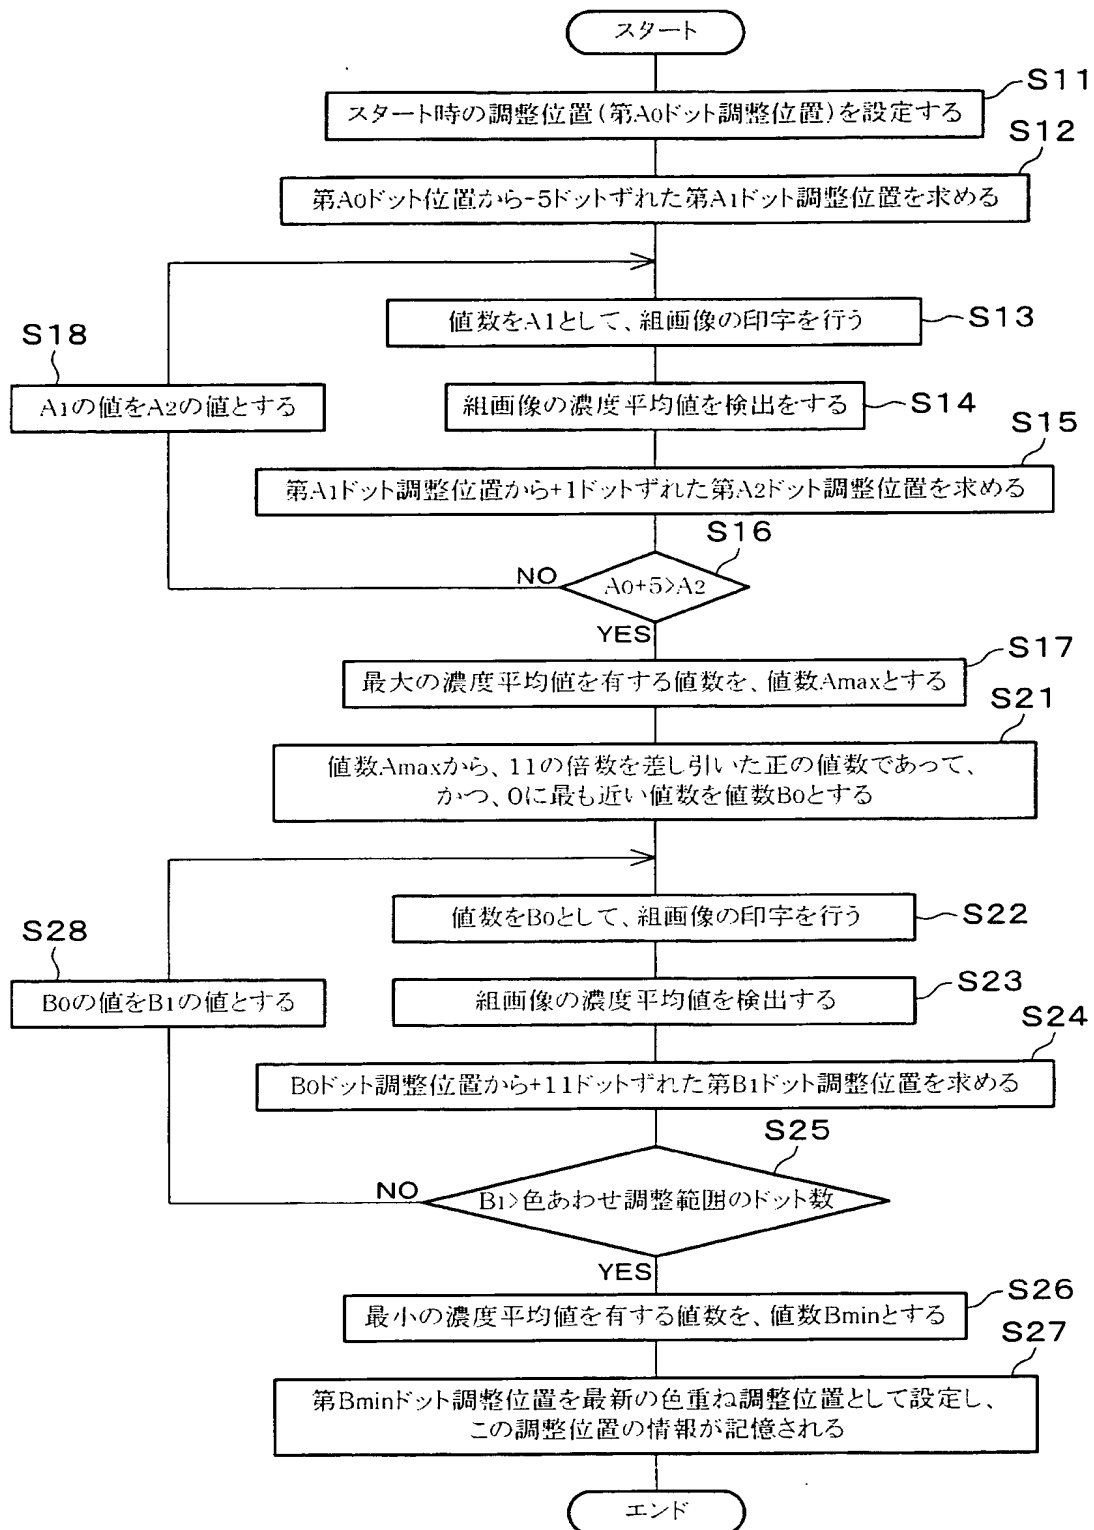 スタート
S11
スタート時の調整位置(第A0ドット調整位置)を設定する
S12
第A0ドット位置から-5ドットずれた第A1ドット調整位置を求める
S13
値数をA1として、組画像の印字を行う
S18
A1の値をA2の値とする
組画像の濃度平均値を検出をする
S14
S15
第A1ドット調整位置から+1ドットずれた第A2ドット調整位置を求める
S16
NO
A0+5>A2
YES
S17
最大の濃度平均値を有する値数を、値数Amaxとする
S21
値数Amaxから、11の倍数を差し引いた正の値数であって、
かつ、0に最も近い値数を値数B0とする
値数をB0として、組画像の印字を行う
S22
S28
B0の値をB1の値とする
組画像の濃度平均値を検出する
S23
S24
B0ドット調整位置から+11ドットずれた第B1ドット調整位置を求める
S25
NO
B1>色あわせ調整範囲のドット数
YES
S26
最小の濃度平均値を有する値数を、値数Bminとする
S27
第Bminドット調整位置を最新の色重ね調整位置として設定し、
この調整位置の情報が記憶される
エンド